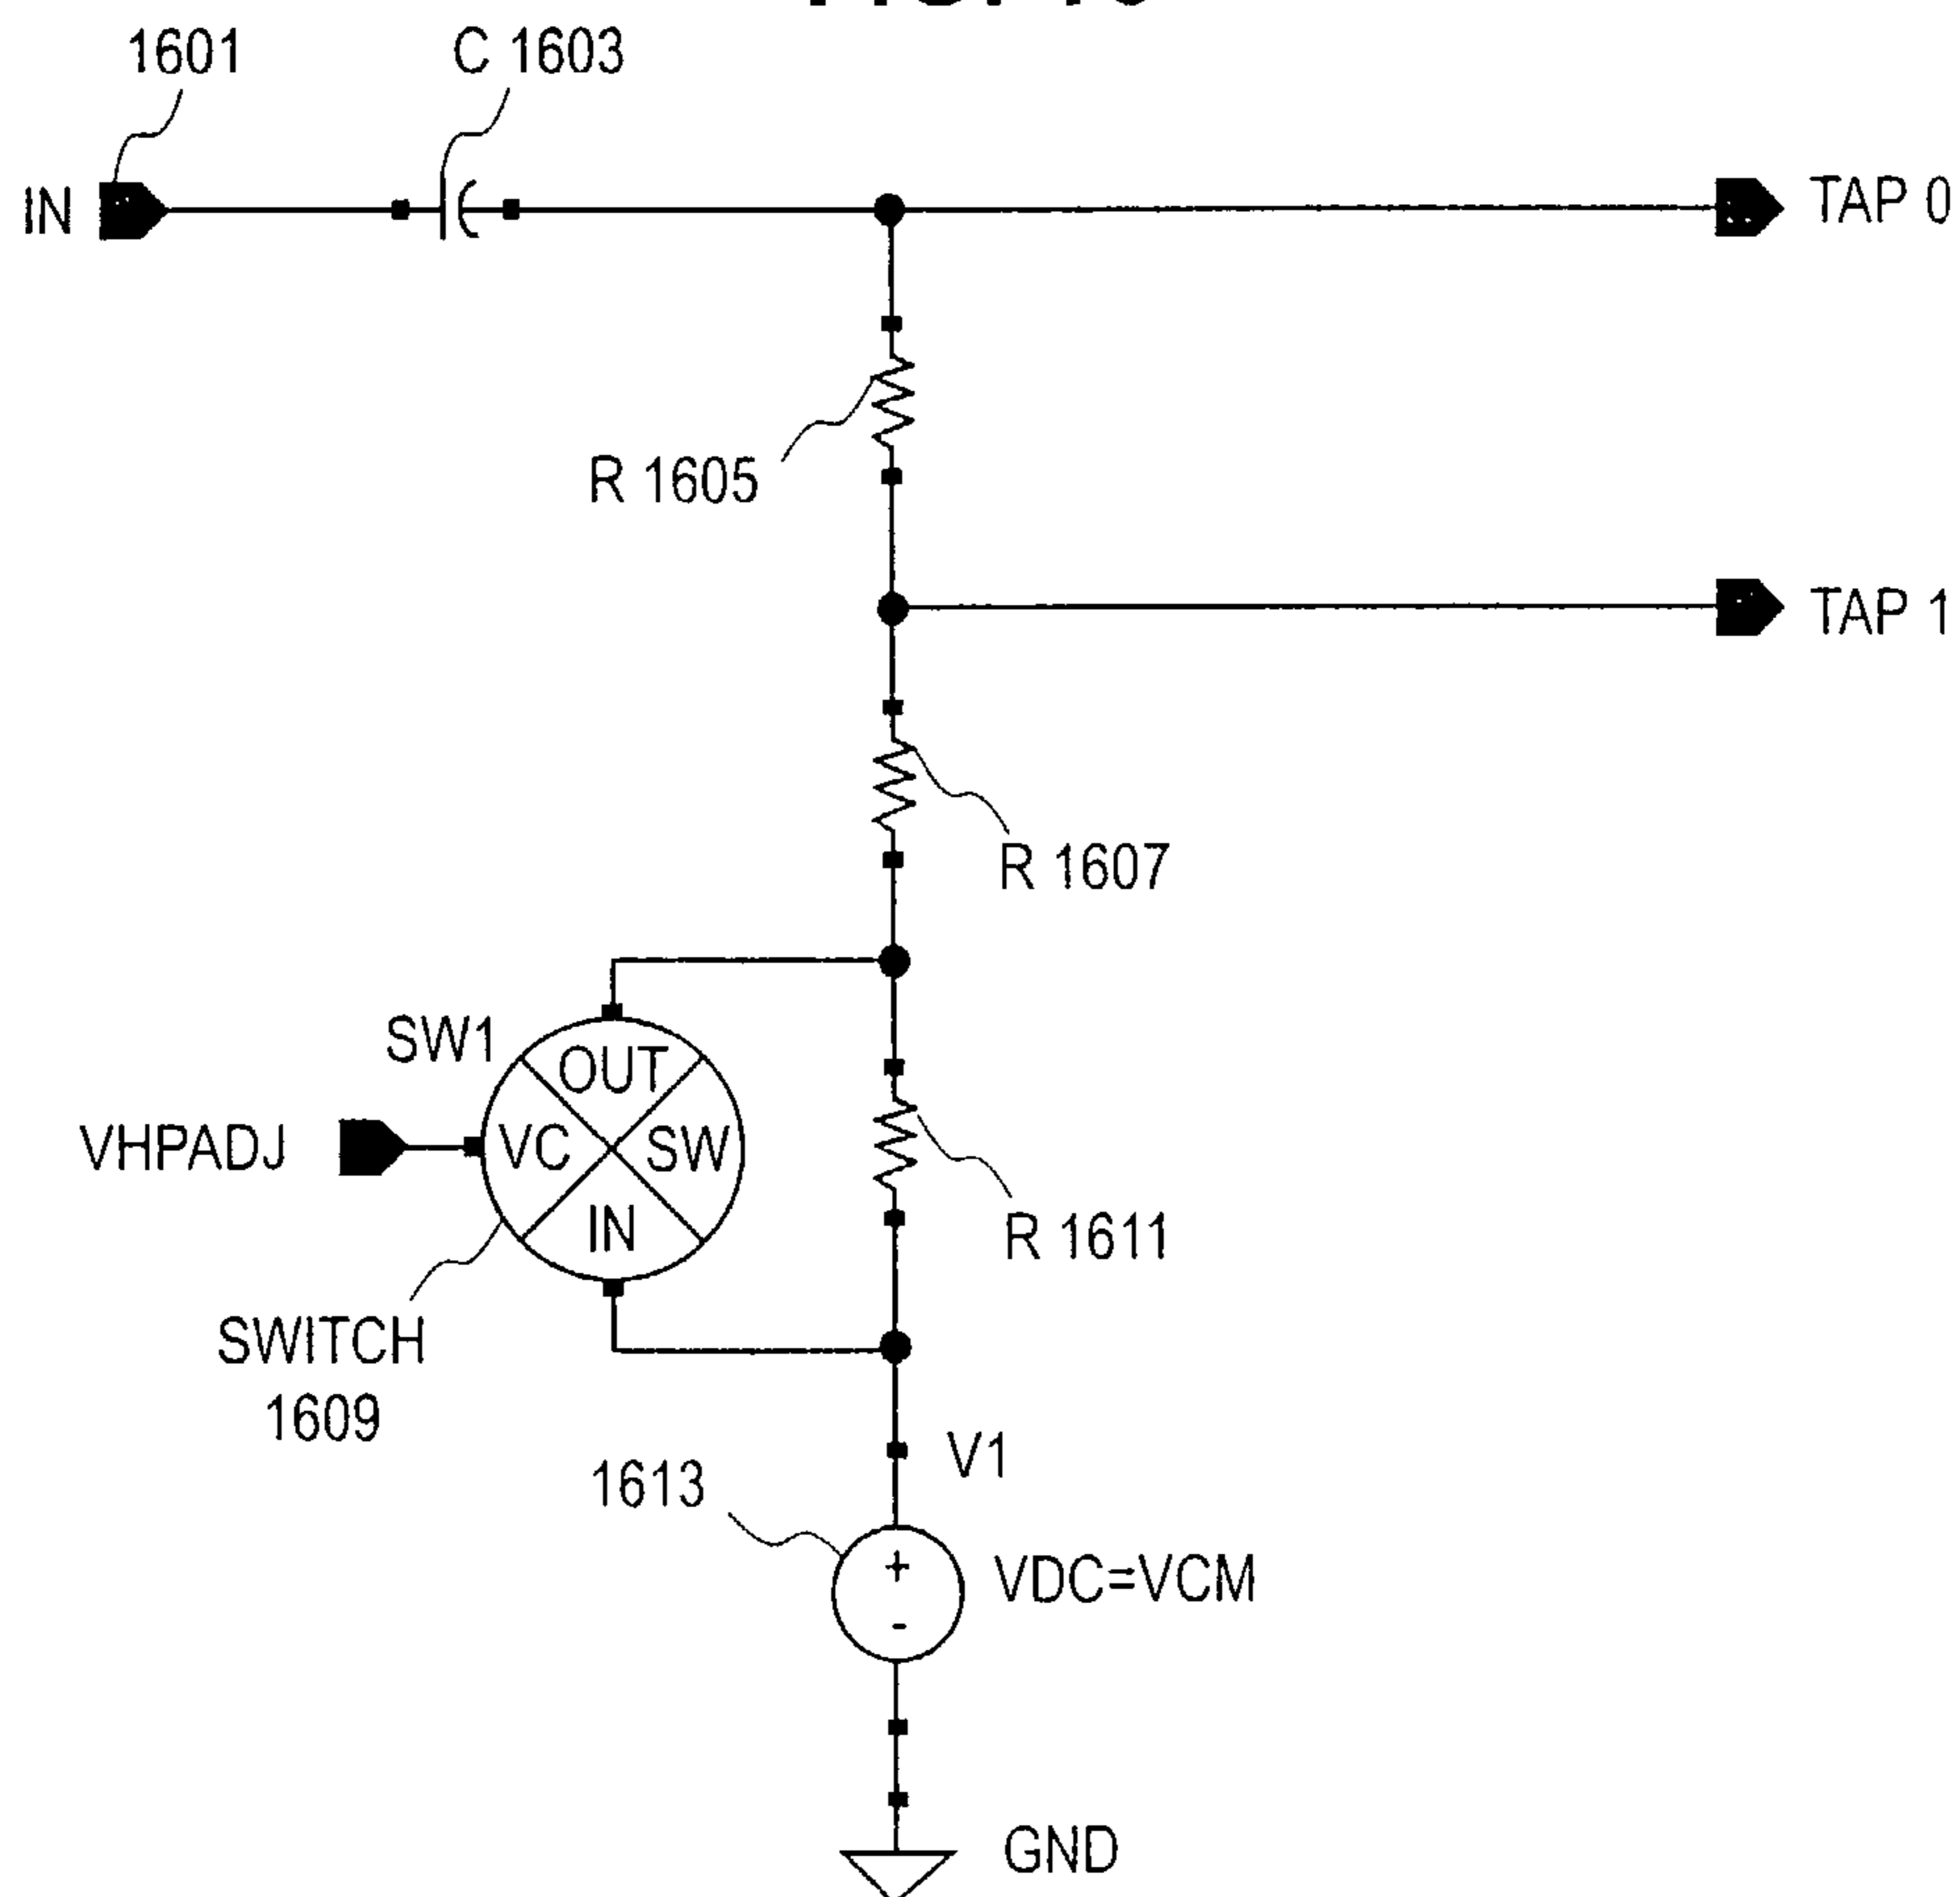 1601
C 1603
IN
TAP 0
R 1605
TAP 1
R 1607
SW1
OUT
VHPADJ
VC
SW
IN
R 1611
SWITCH
1609
V1
1613
+
VDC=VCM
-
GND